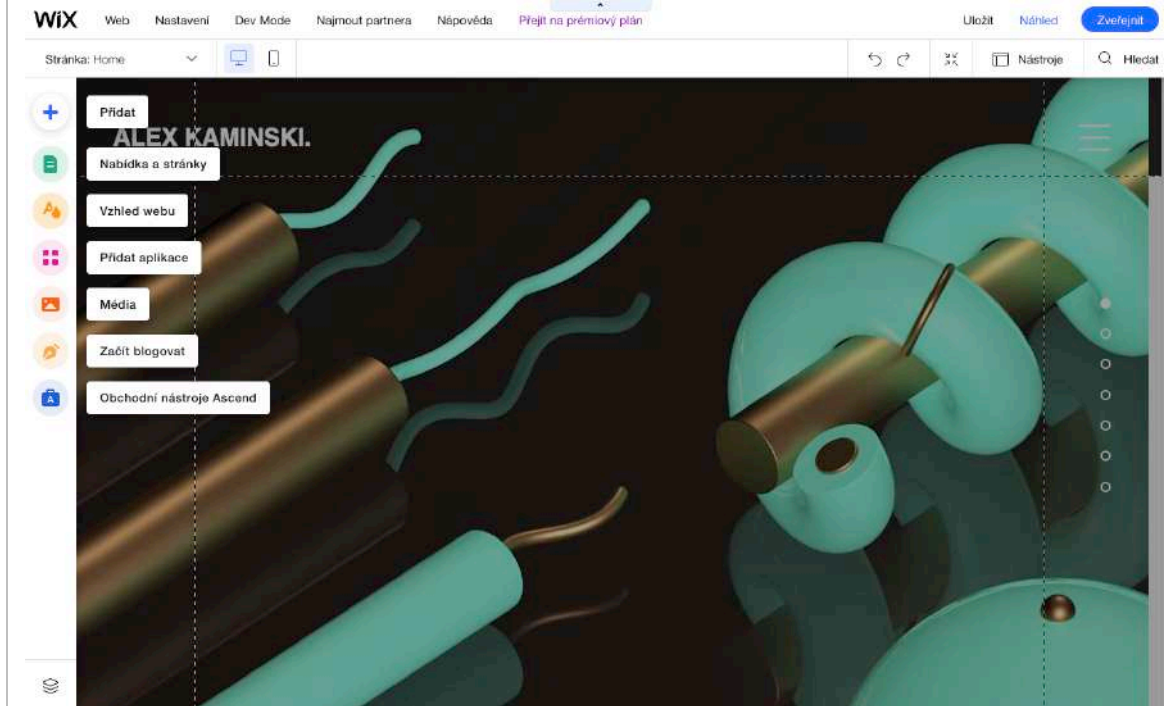 WiX Web Nastavení Dev Mode Najmout partnera Nápověda Přejít na prémiový plán Uložit Náhled Zveřejnit
Stránka: Home Nástroje Hledat
Přidat
ALEX KAMINSKI.
Nabídka a stránky
Vzhled webu
Přidat aplikace
Média
Začít blogovat
Obchodní nástroje Ascend